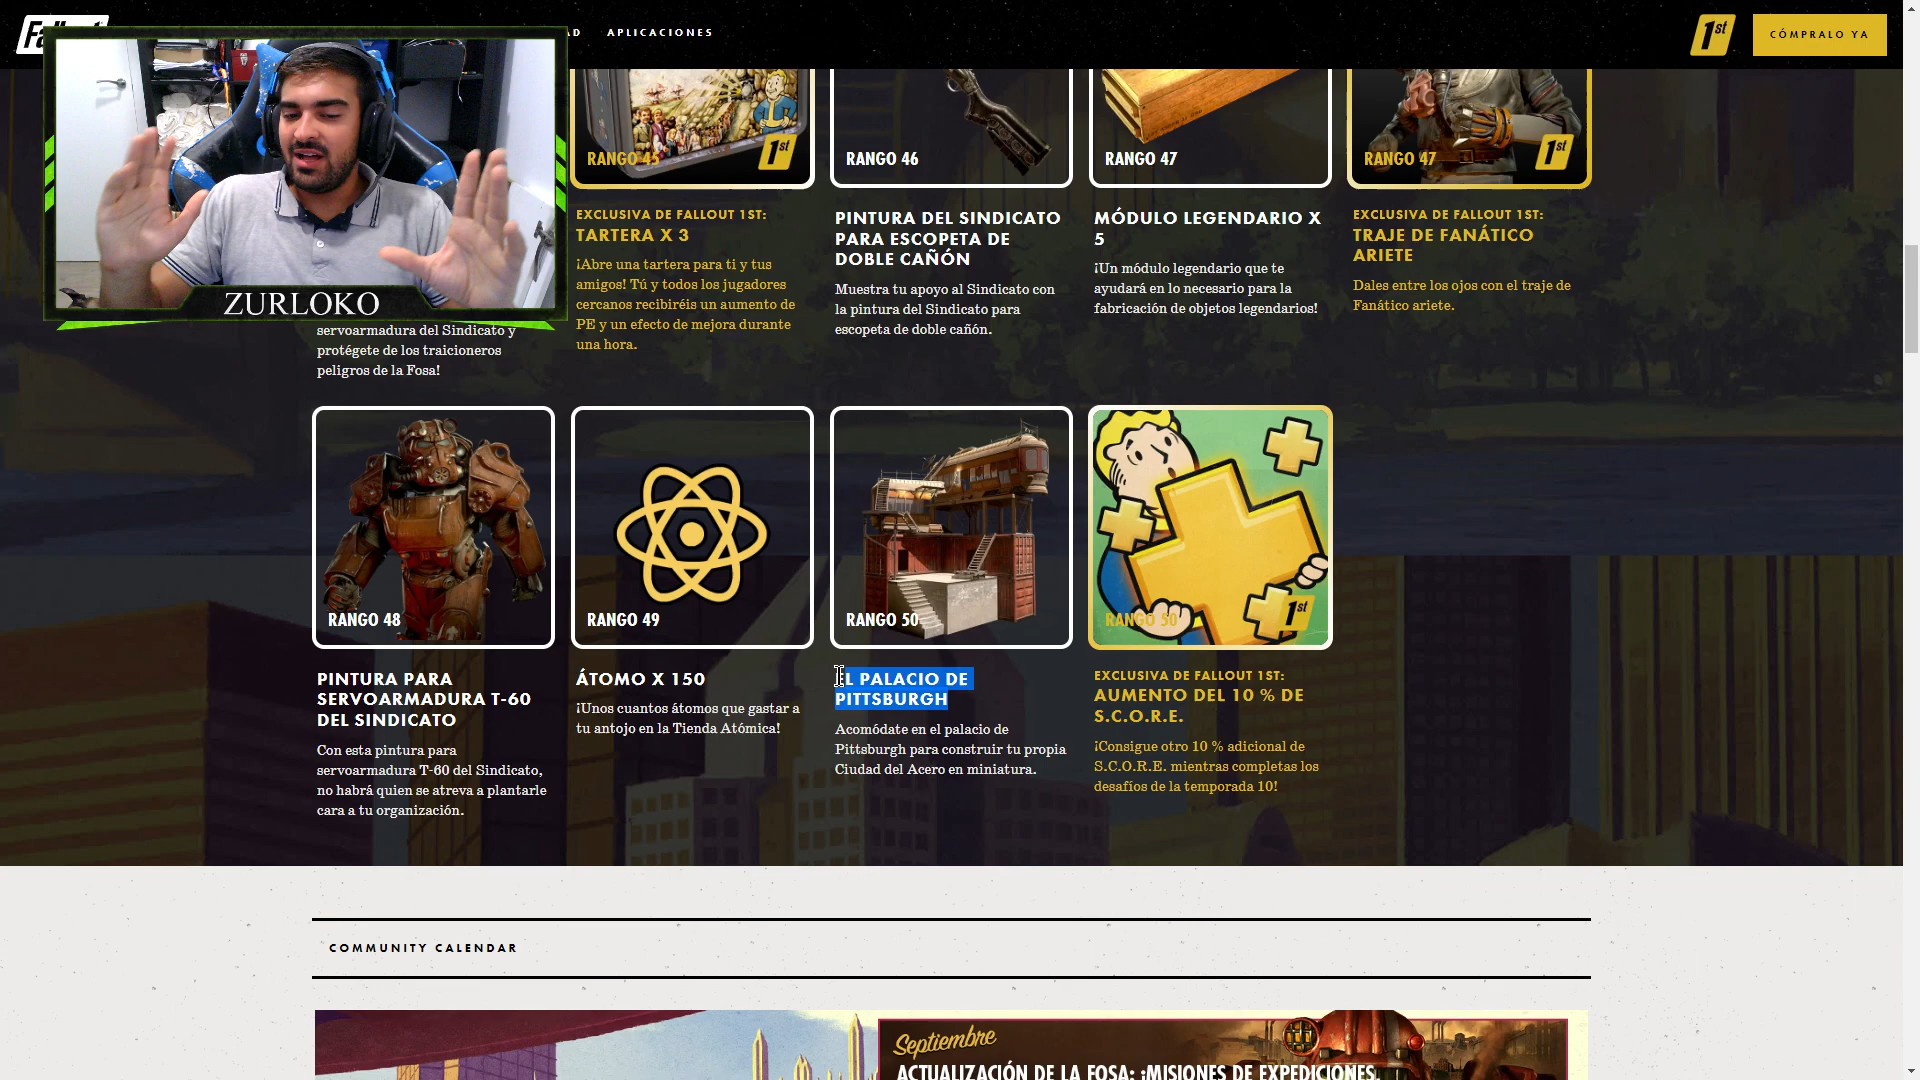 APLICACIONES
1st
CÓMPRALO YA
ZURLOKO
servoarmadura del Sindicato y
protégete de los traicioneros
peligros de la Fosa!
RANGO 45
1st
EXCLUSIVA DE FALLOUT 1ST:
TARTERA X 3
¡Abre una tartera para ti y tus
amigos! Tú y todos los jugadores
cercanos recibiréis un aumento de
PE y un efecto de mejora durante
una hora.
RANGO 46
PINTURA DEL SINDICATO
PARA ESCOPETA DE
DOBLE CAÑÓN
Muestra tu apoyo al Sindicato con
la pintura del Sindicato para
escopeta de doble cañón.
RANGO 47
MÓDULO LEGENDARIO X
5
¡Un módulo legendario que te
ayudará en lo necesario para la
fabricación de objetos legendarios!
RANGO 47
1st
EXCLUSIVA DE FALLOUT 1ST:
TRAJE DE FANÁTICO
ARIETE
Dales entre los ojos con el traje de
Fanático ariete.
RANGO 48
PINTURA PARA
SERVOARMADURA T-60
DEL SINDICATO
Con esta pintura para
servoarmadura T-60 del Sindicato,
no habrá quien se atreva a plantarle
cara a tu organización.
RANGO 49
ÁTOMO X 150
¡Unos cuantos átomos que gastar a
tu antojo en la Tienda Atómica!
RANGO 50
EL PALACIO DE
PITTSBURGH
Acomódate en el palacio de
Pittsburgh para construir tu propia
Ciudad del Acero en miniatura.
RANGO 50
1st
EXCLUSIVA DE FALLOUT 1ST:
AUMENTO DEL 10 % DE
S.C.O.R.E.
¡Consigue otro 10 % adicional de
S.C.O.R.E. mientras completas los
desafíos de la temporada 10!
COMMUNITY CALENDAR
Septiembre
ACTUALIZACIÓN DE LA FOSA: ¡MISIONES DE EXPEDICIONES,